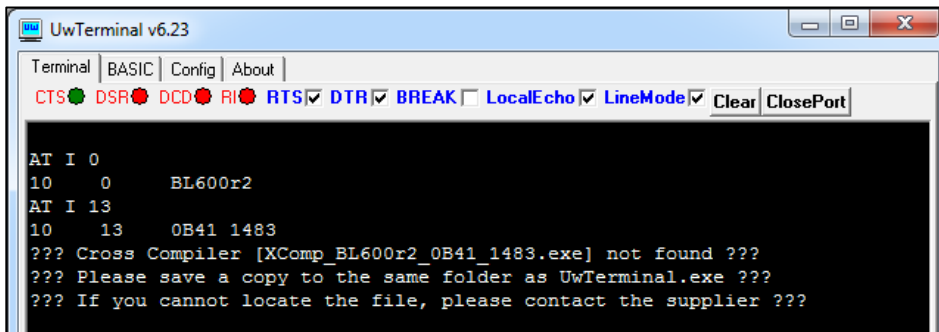 UwTerminal v6.23
Terminal BASIC Config About
CTS DSR DCD RI RTS DTR BREAK LocalEcho LineMode Clear ClosePort
AT I 0
10 0 BL600r2
AT I 13
10 13 0B41 1483
??? Cross Compiler [XComp_BL600r2_0B41_1483.exe] not found ???
??? Please save a copy to the same folder as UwTerminal.exe ???
??? If you cannot locate the file, please contact the supplier ???